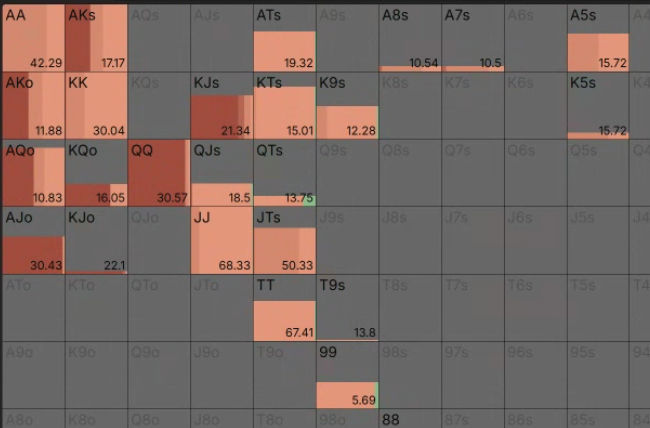 AA AKs AQs AJs ATs A9s A8s A7s A6s A5s A4
42.29 17.17 19.32 10.54 10.5 15.72
AKo KK KQs KJs KTs K9s K8s K7s K6s K5s K4
11.88 30.04 21.34 15.01 12.28 15.72
AQo KQo QQ QJs QTs Q9s Q8s Q7s Q6s Q5s Q4
10.83 16.05 30.57 18.5 13.75
AJo KJo QJo JJ JTs J9s J8s J7s J6s J5s J4
30.43 22.1 68.33 50.33
ATo KTo QTo JTo TT T9s T8s T7s T6s T5s T4
67.41 13.8
A9o K9o Q9o J9o T9o 99 98s 97s 96s 95s 94
5.69
A8o K8o Q8o J8o T8o 98o 88 87s 86s 85s 84